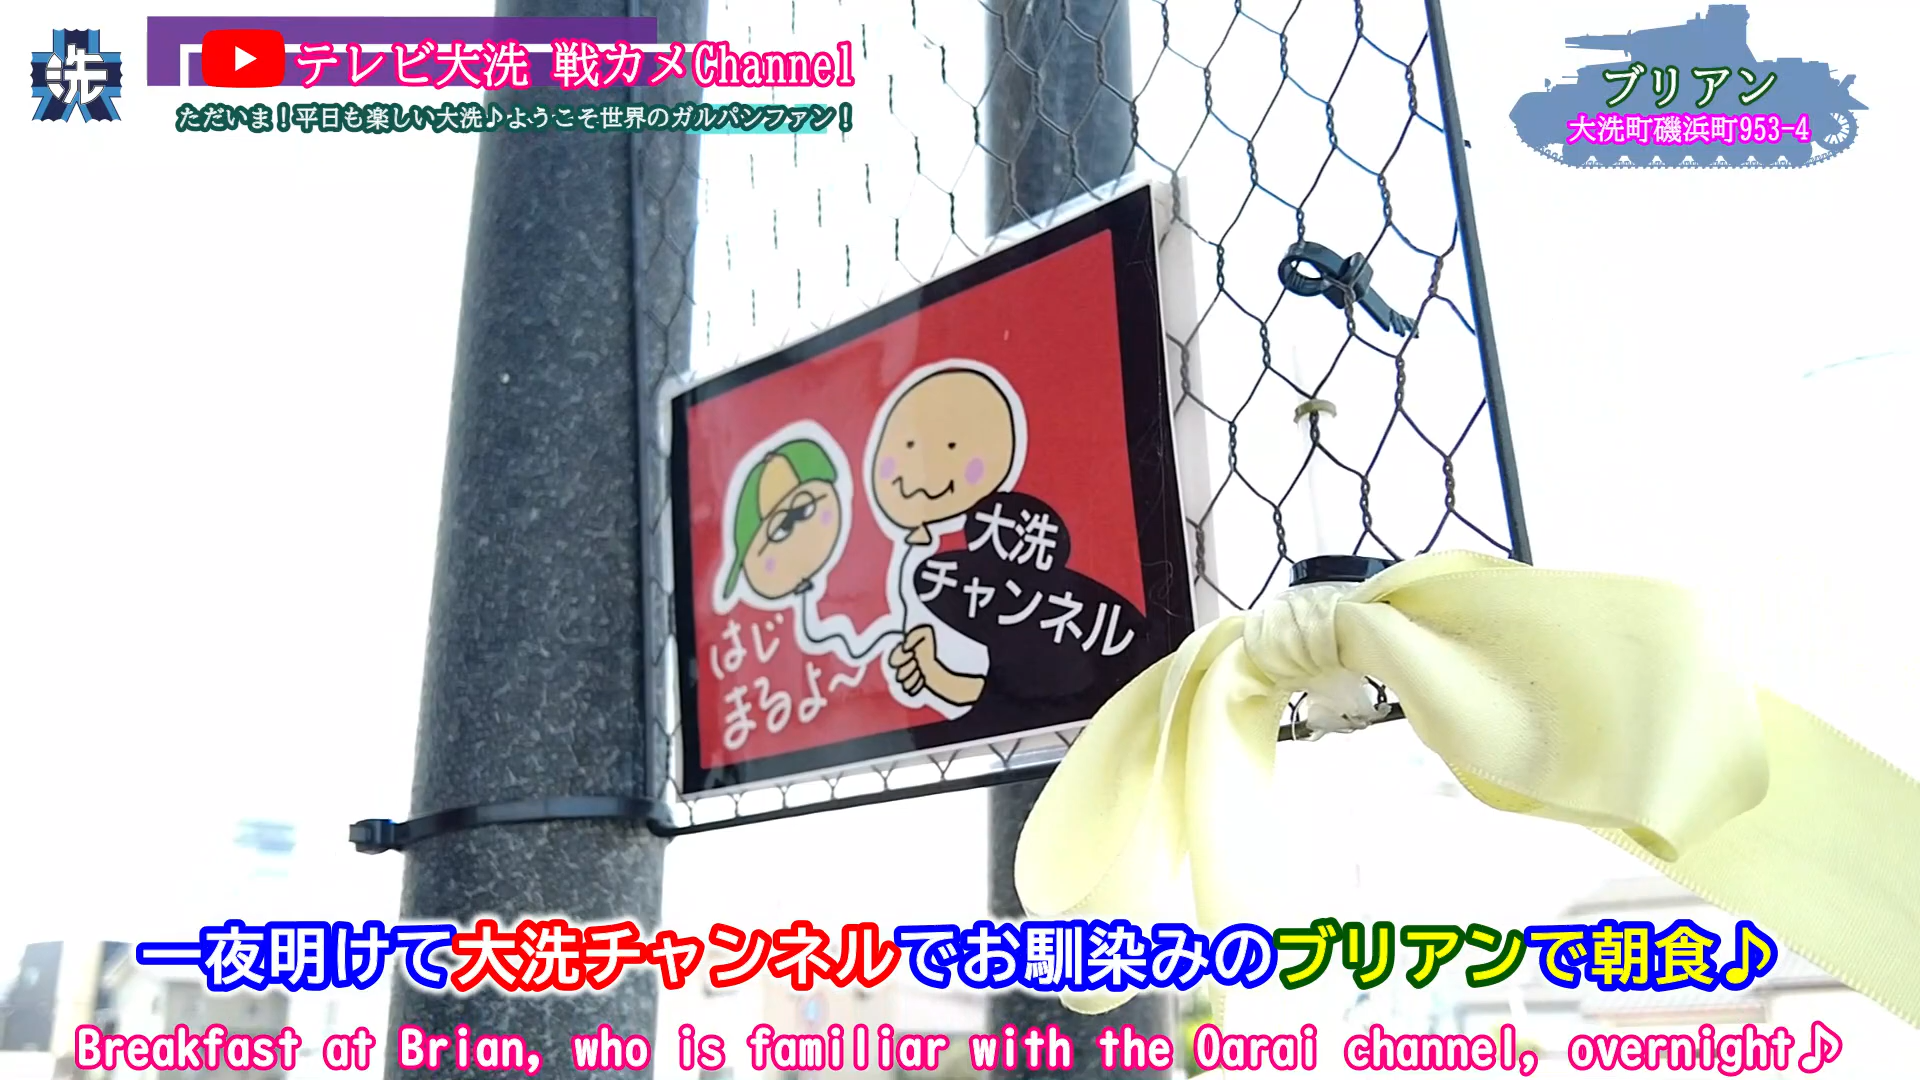 洗
テレビ大洗 戦カメChannel
ただいま！平日も楽しい大洗♪ようこそ世界のガルパンファン！
ブリアン
大洗町磯浜町953-4
大洗
チャンネル
はじ
まるよ～
一夜明けて大洗チャンネルでお馴染みのブリアンで朝食♪
Breakfast at Brian, who is familiar with the Oarai channel, overnight♪